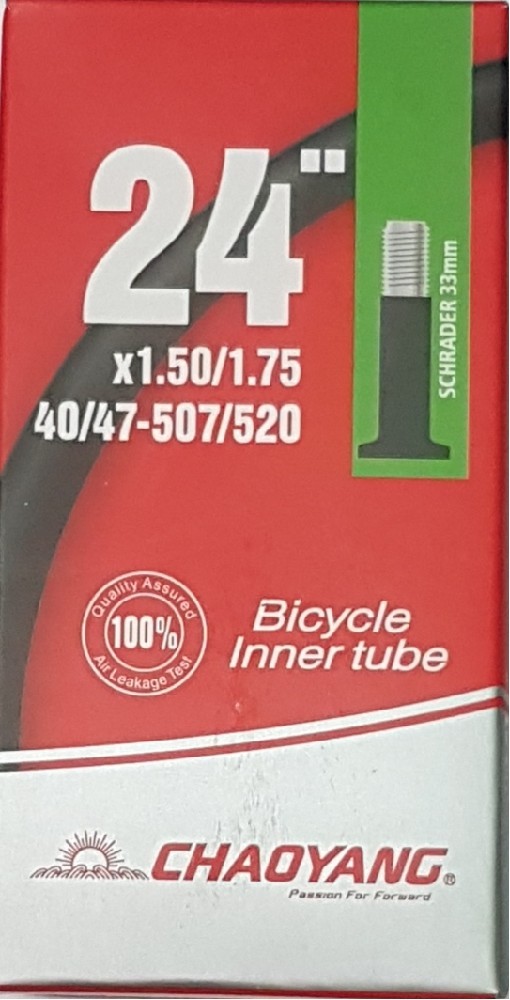 24"
x1.50/1.75
40/47-507/520
SCHRADER 33mm
Quality Assured
100%
Air Leakage Test
Bicycle
Inner tube
CHAOYANG®
Passion For Forward